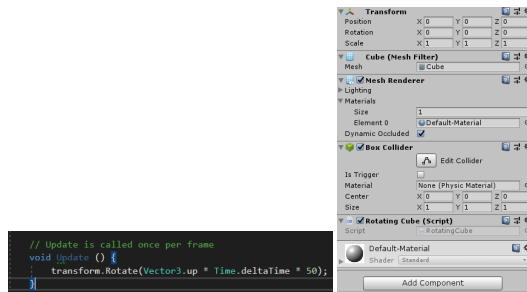 // Update is called once per frame
void Update () {
transform.Rotate(Vector3.up * Time.deltaTime * 50);
}
Transform
Position X 0 Y 0 Z 0
Rotation X 0 Y 0 Z 0
Scale X 1 Y 1 Z 1
Cube (Mesh Filter)
Mesh Cube
Mesh Renderer
Lighting
Materials
Size 1
Element 0 Default-Material
Dynamic Occluded
Box Collider
Edit Collider
Is Trigger
Material None (Physic Material)
Center X 0 Y 0 Z 0
Size X 1 Y 1 Z 1
Rotating Cube (Script)
Script RotatingCube
Default-Material
Shader Standard
Add Component